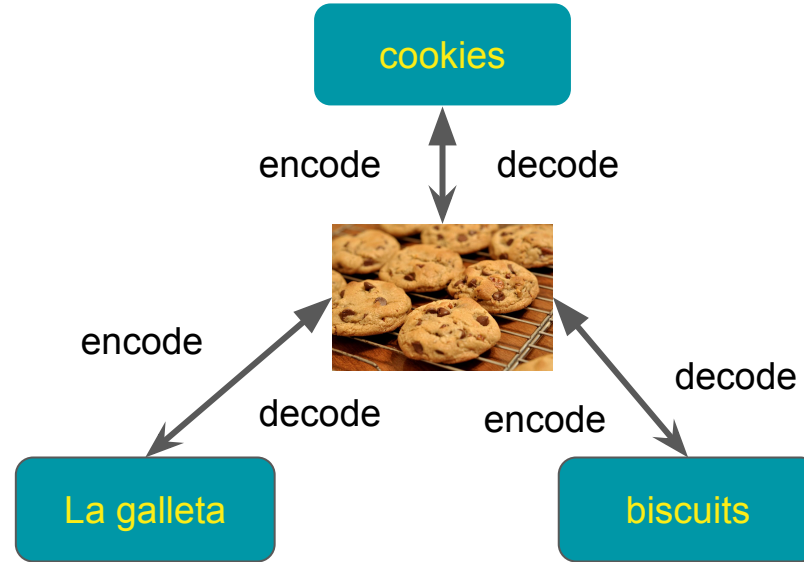 cookies
encode
decode
encode
decode
decode
encode
La galleta
biscuits